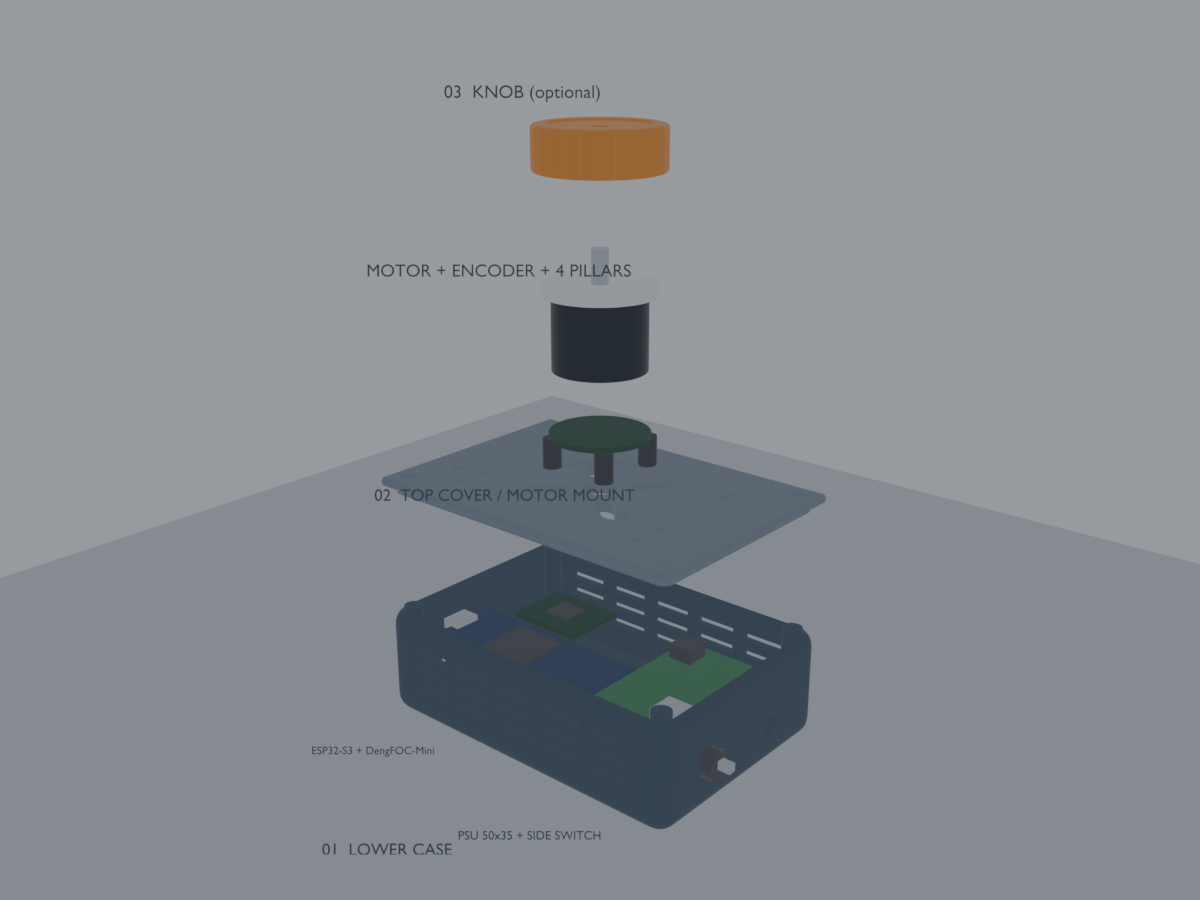 03  KNOB (optional)
MOTOR + ENCODER + 4 PILLARS
02  TOP COVER / MOTOR MOUNT
ESP32-S3 + DengFOC-Mini
PSU 50x35 + SIDE SWITCH
01  LOWER CASE